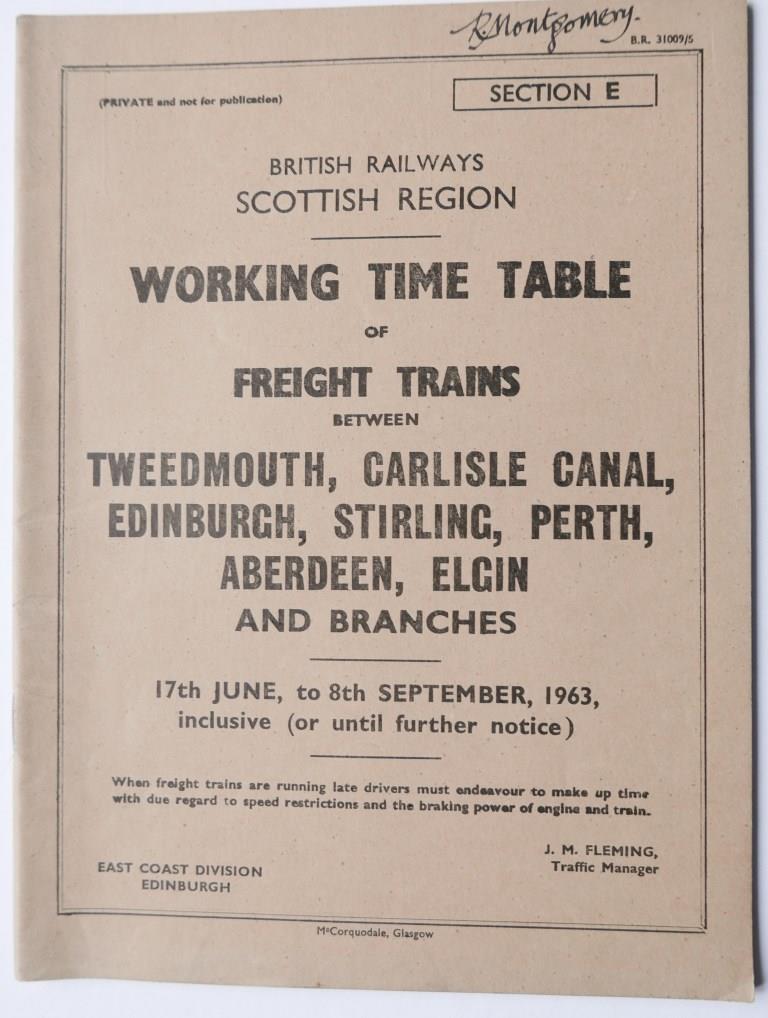 R. Montgomery.
B.R. 31009/5
(PRIVATE and not for publication)
SECTION E
BRITISH RAILWAYS
SCOTTISH REGION
WORKING TIME TABLE
OF
FREIGHT TRAINS
BETWEEN
TWEEDMOUTH, CARLISLE CANAL,
EDINBURGH, STIRLING, PERTH,
ABERDEEN, ELGIN
AND BRANCHES
17th JUNE, to 8th SEPTEMBER, 1963,
inclusive (or until further notice)
When freight trains are running late drivers must endeavour to make up time
with due regard to speed restrictions and the braking power of engine and train.
J. M. FLEMING,
Traffic Manager
EAST COAST DIVISION
EDINBURGH
McCorquodale, Glasgow